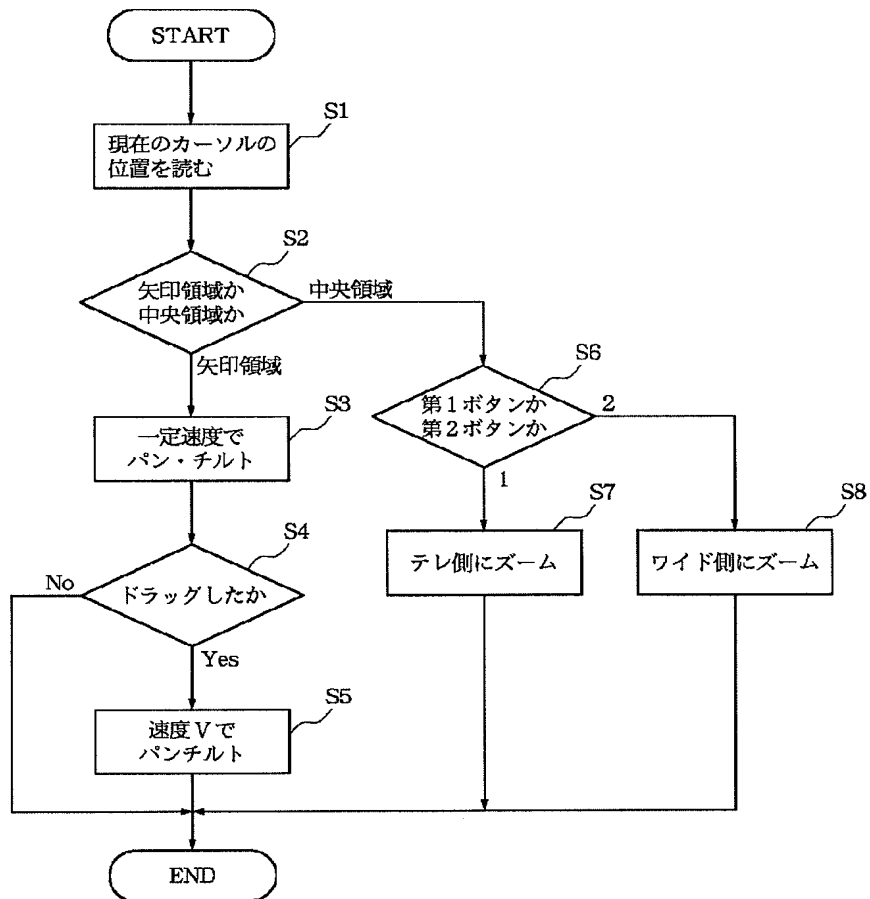 START
S1
現在のカーソルの
位置を読む
S2
矢印領域か
中央領域か
中央領域
矢印領域
S3
一定速度で
パン・チルト
S4
ドラッグしたか
No
Yes
S5
速度Vで
パンチルト
S6
第1ボタンか
第2ボタンか
2
1
S7
テレ側にズーム
S8
ワイド側にズーム
END